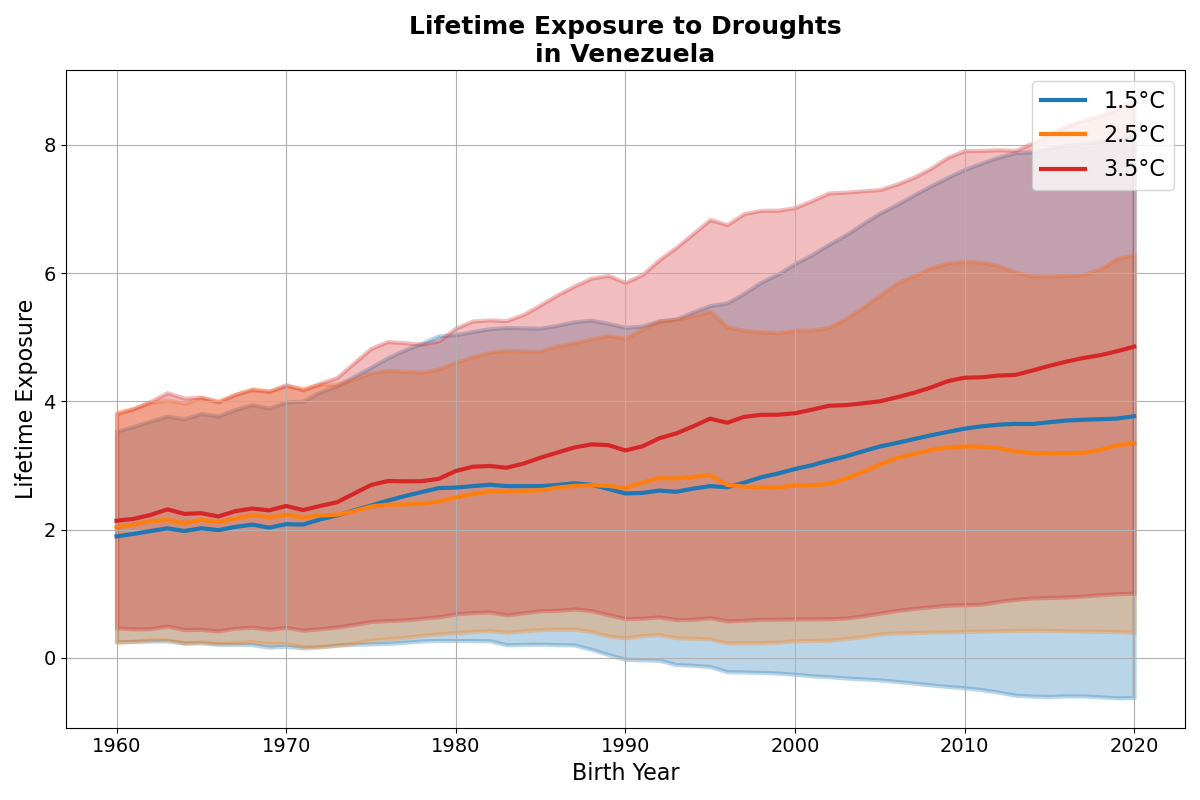 Lifetime Exposure to Droughts
in Venezuela
1.5°C
2.5°C
3.5°C
Lifetime Exposure
8
6
4
2
0
1960 1970 1980 1990 2000 2010 2020
Birth Year